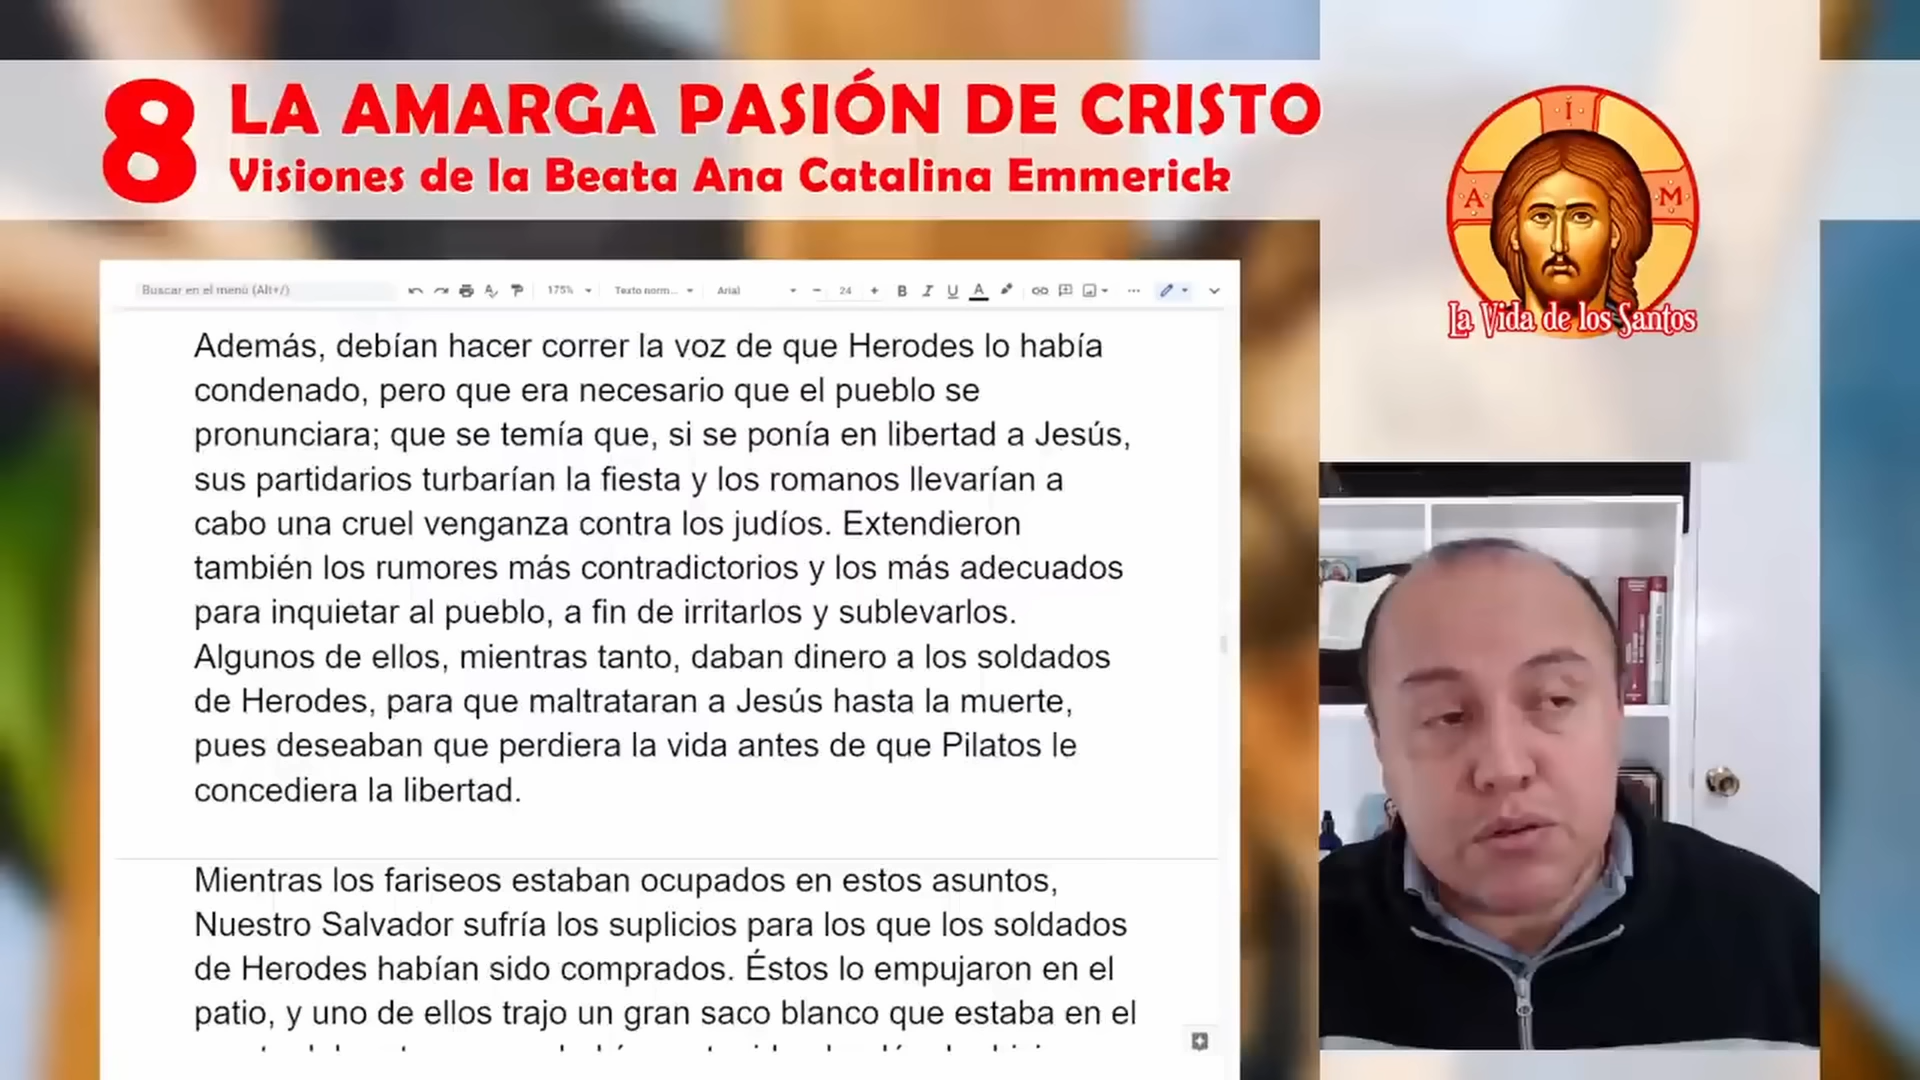 8
LA AMARGA PASIÓN DE CRISTO
Visiones de la Beata Ana Catalina Emmerick
I
A M
La Vida de los Santos
Buscar en el menú (Alt+/)
175% Texto norm... Arial 24 B I U A
Además, debían hacer correr la voz de que Herodes lo había
condenado, pero que era necesario que el pueblo se
pronunciara; que se temía que, si se ponía en libertad a Jesús,
sus partidarios turbarían la fiesta y los romanos llevarían a
cabo una cruel venganza contra los judíos. Extendieron
también los rumores más contradictorios y los más adecuados
para inquietar al pueblo, a fin de irritarlos y sublevarlos.
Algunos de ellos, mientras tanto, daban dinero a los soldados
de Herodes, para que maltrataran a Jesús hasta la muerte,
pues deseaban que perdiera la vida antes de que Pilatos le
concediera la libertad.
Mientras los fariseos estaban ocupados en estos asuntos,
Nuestro Salvador sufría los suplicios para los que los soldados
de Herodes habían sido comprados. Éstos lo empujaron en el
patio, y uno de ellos trajo un gran saco blanco que estaba en el